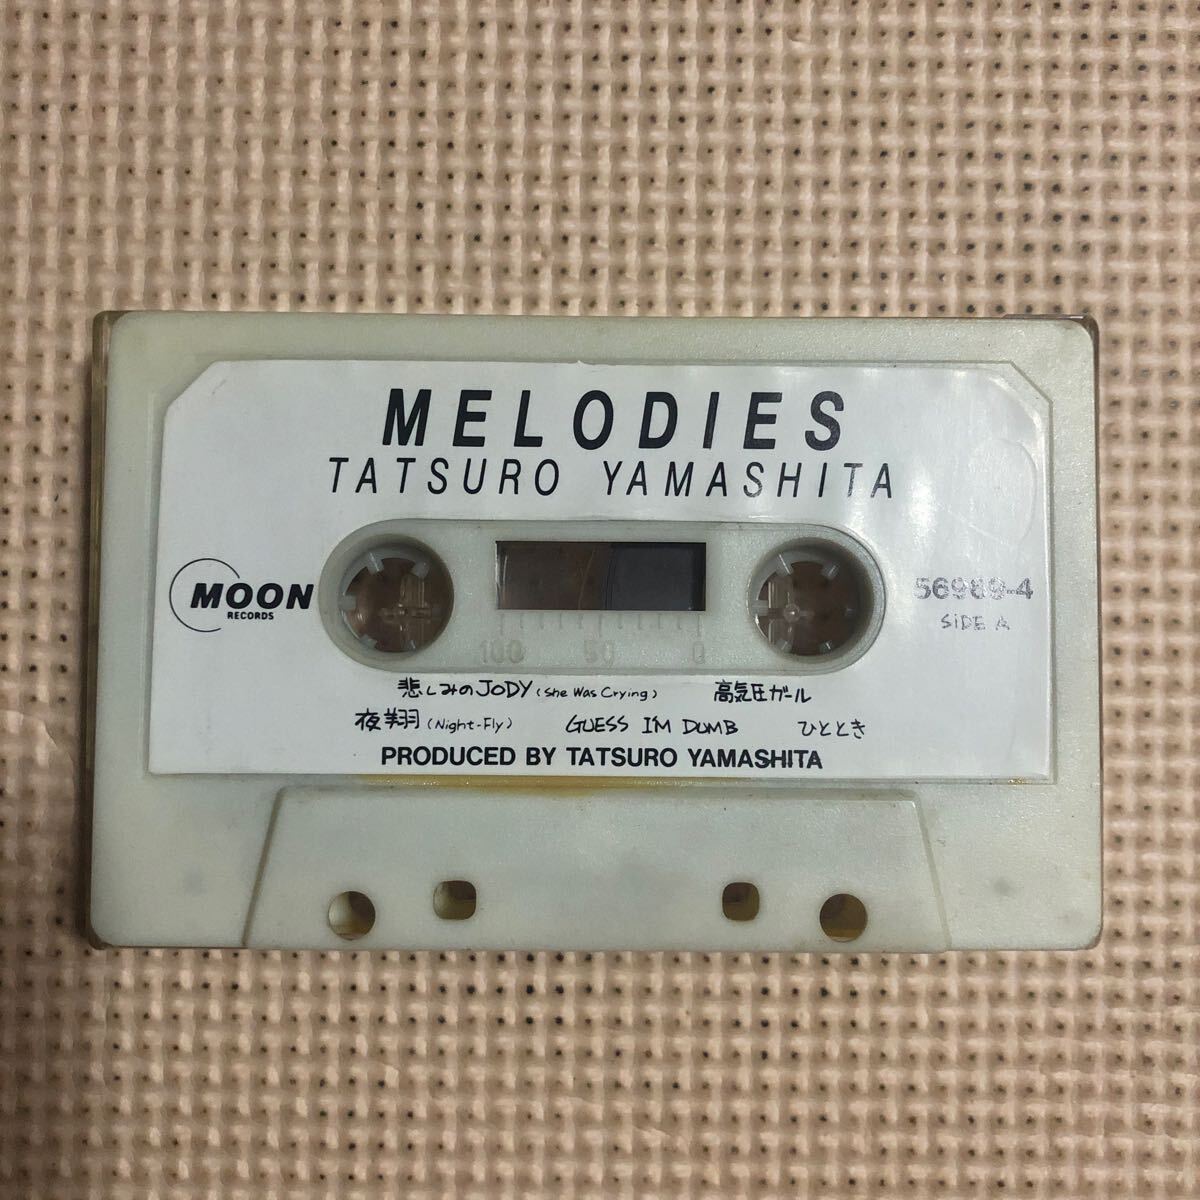 MELODIES
TATSURO YAMASHITA
MOON
RECORDS
56989-4
SIDE A
100 50 0
悲しみのJODY (She Was Crying) 高気圧ガール
夜翔 (Night-Fly) GUESS I'M DUMB ひととき
PRODUCED BY TATSURO YAMASHITA